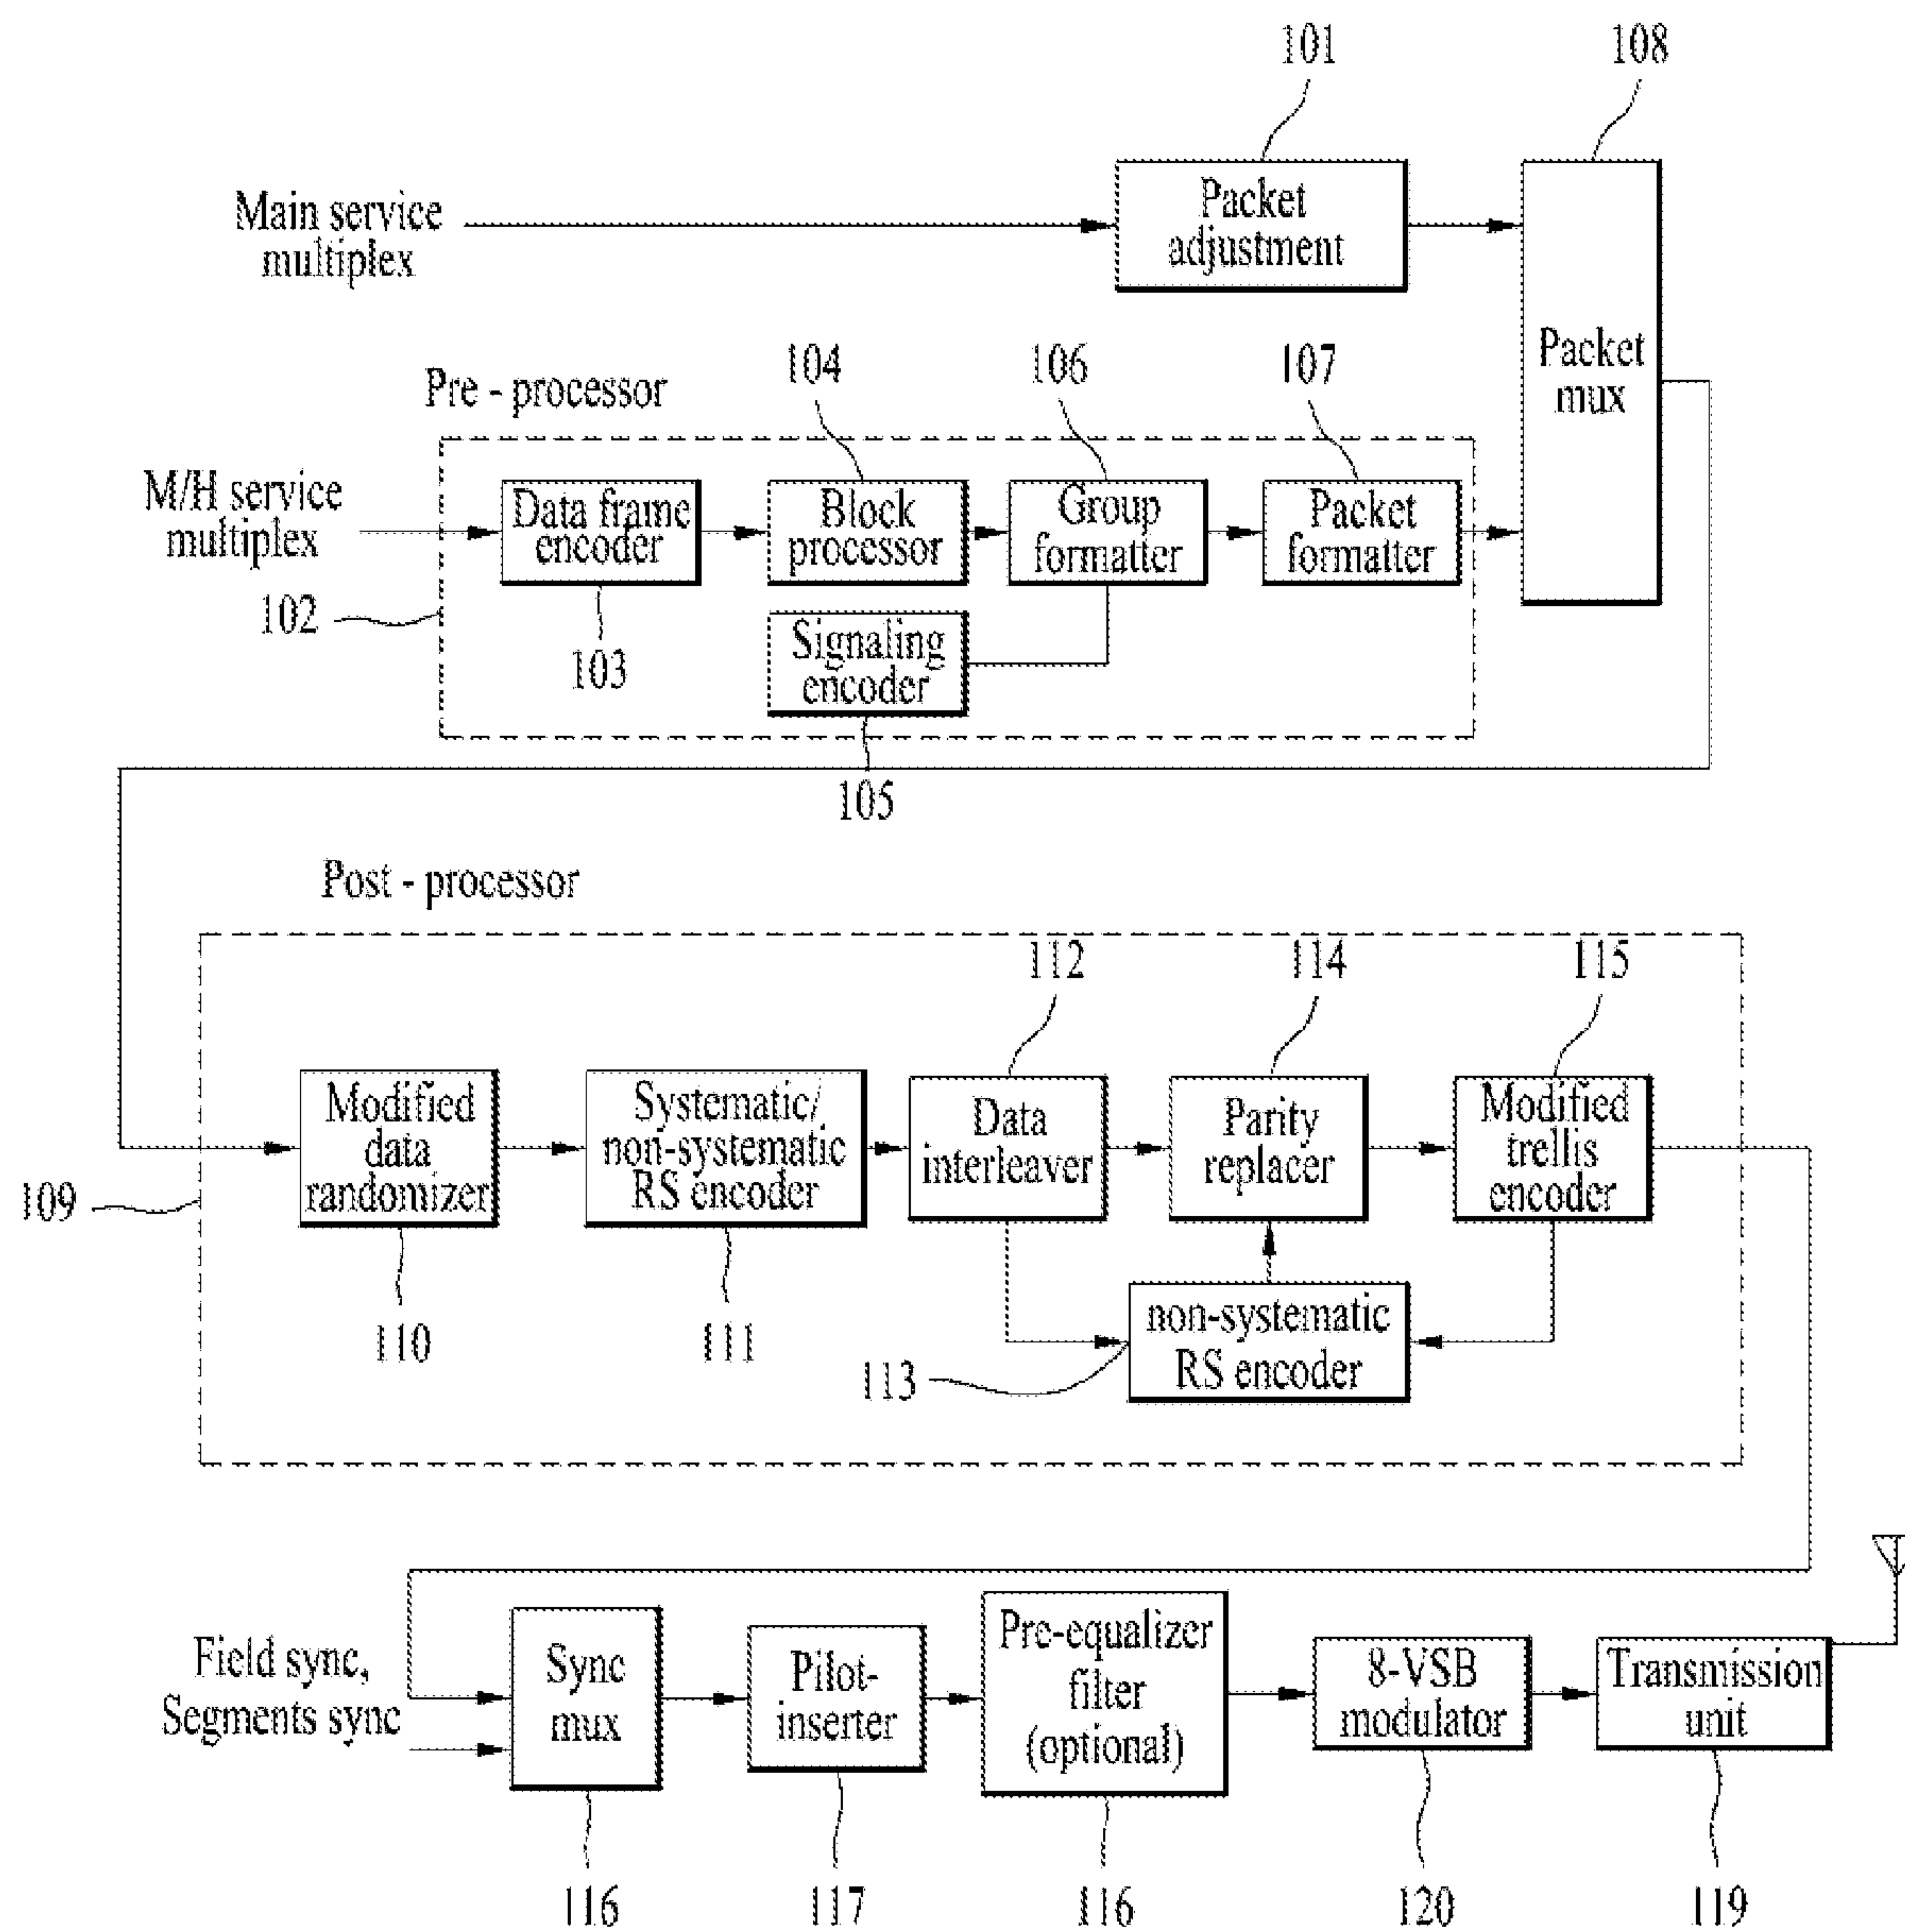 101
108
Main service
multiplex
Packet
adjustment
Packet
mux
Pre - processor
104
106
107
M/H service
multiplex
Data frame
encoder
Block
processor
Group
formatter
Packet
formatter
102
103
Signaling
encoder
105
Post - processor
112
114
115
Modified
data
randomizer
Systematic/
non-systematic
RS encoder
Data
interleaver
Parity
replacer
Modified
trellis
encoder
109
110
111
113
non-systematic
RS encoder
Field sync,
Segments sync
Sync
mux
Pilot-
inserter
Pre-equalizer
filter
(optional)
8-VSB
modulator
Transmission
unit
116
117
116
120
119